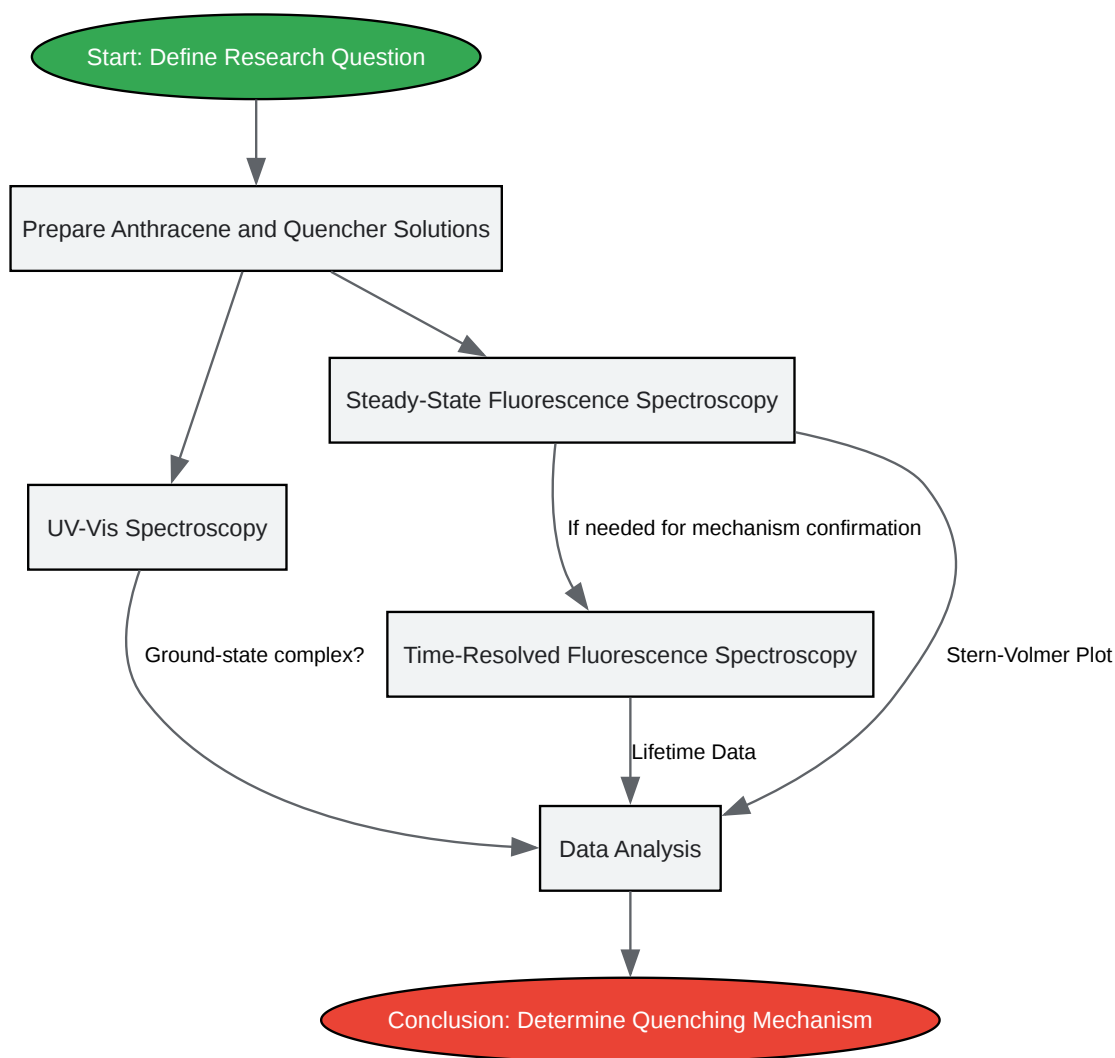 Start: Define Research Question
Prepare Anthracene and Quencher Solutions
Steady-State Fluorescence Spectroscopy
UV-Vis Spectroscopy
If needed for mechanism confirmation
Ground-state complex?
Time-Resolved Fluorescence Spectroscopy
Stern-Volmer Plot
Lifetime Data
Data Analysis
Conclusion: Determine Quenching Mechanism